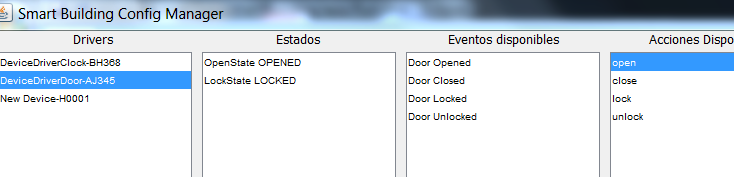 Smart Building Config Manager
Drivers
Estados
Eventos disponibles
Acciones Dispo
DeviceDriverClock-BH368
DeviceDriverDoor-AJ345
New Device-H0001
OpenState OPENED
LockState LOCKED
Door Opened
Door Closed
Door Locked
Door Unlocked
open
close
lock
unlock